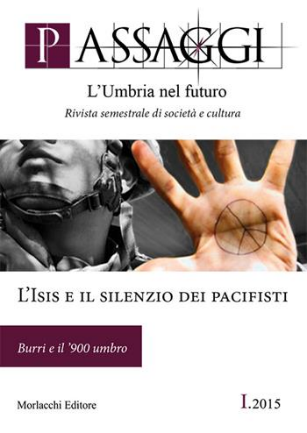 PASSAGGI
L'Umbria nel futuro
Rivista semestrale di società e cultura
L'ISIS E IL SILENZIO DEI PACIFISTI
Burri e il '900 umbro
Morlacchi Editore
I.2015